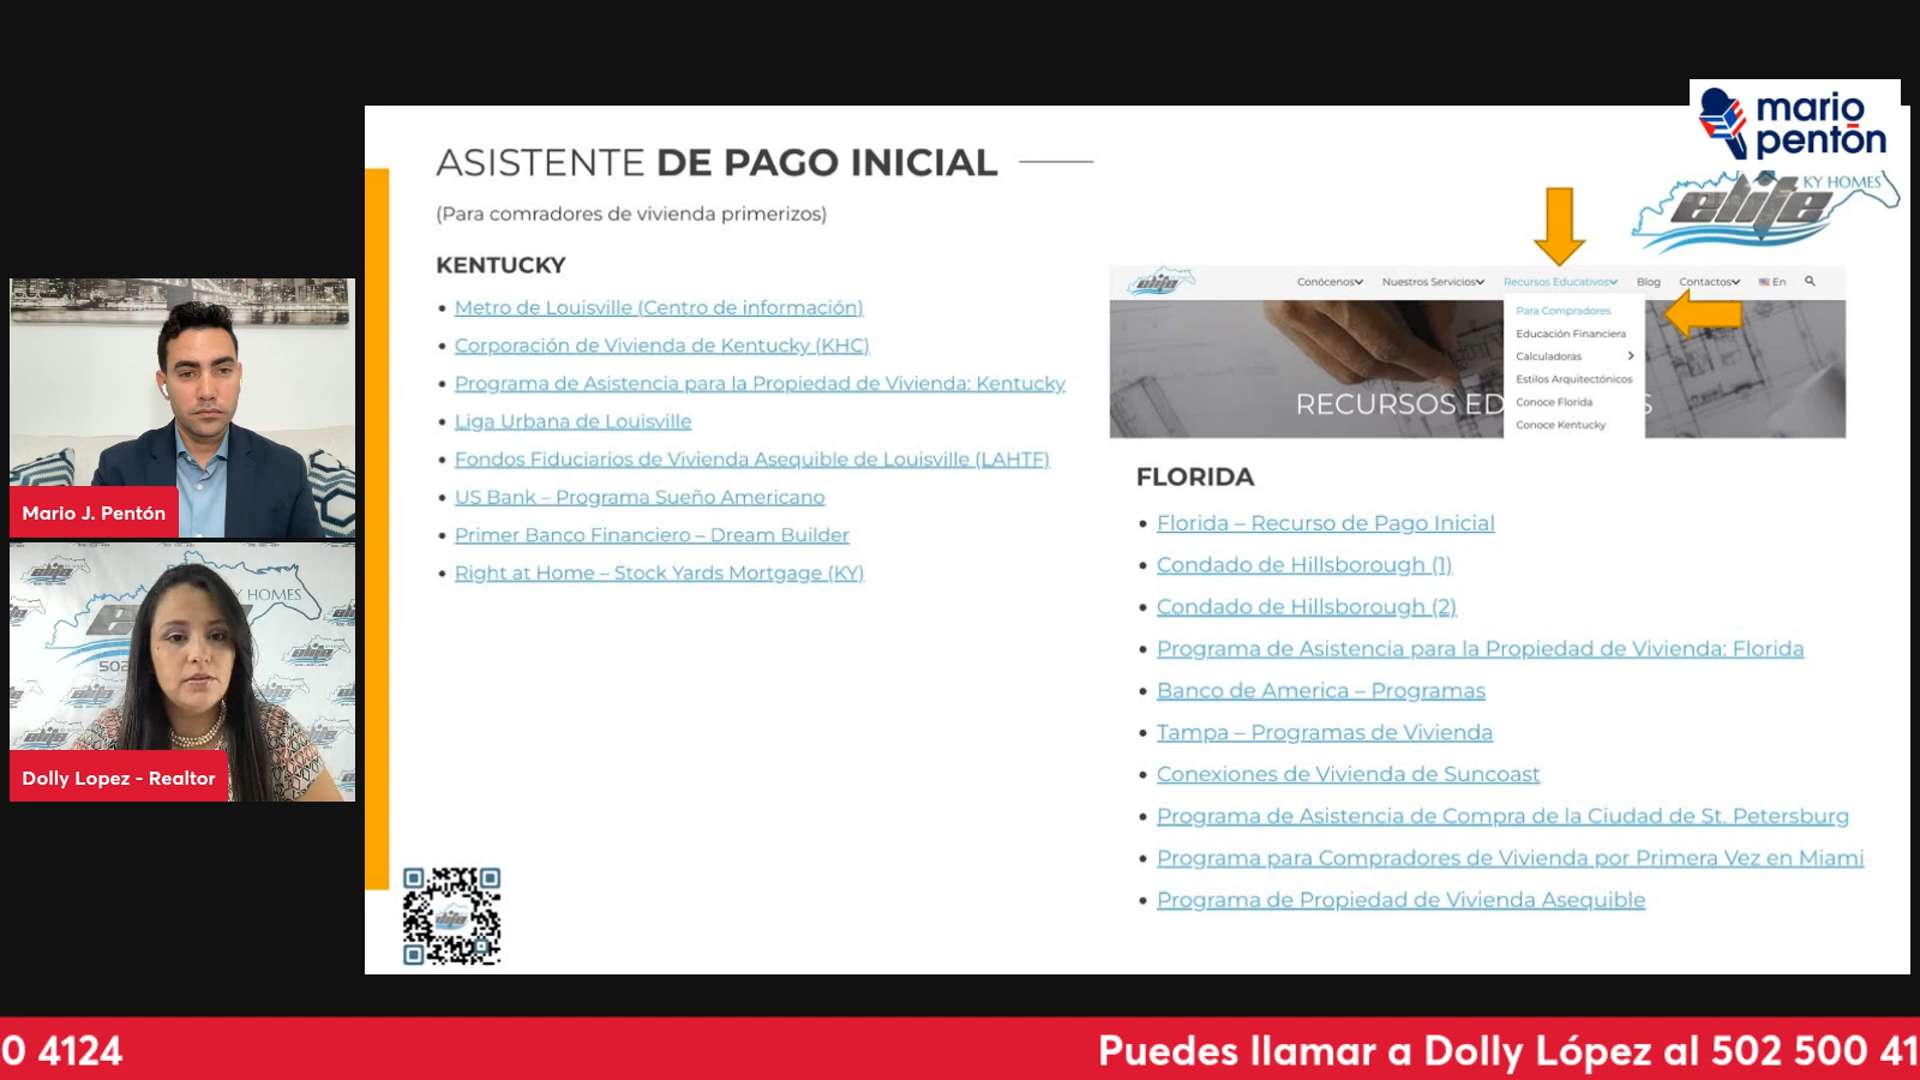 mario
pentón
KY HOMES
elite
ASISTENTE DE PAGO INICIAL
(Para comradores de vivienda primerizos)
KENTUCKY
Metro de Louisville (Centro de información)
Corporación de Vivienda de Kentucky (KHC)
Programa de Asistencia para la Propiedad de Vivienda: Kentucky
Liga Urbana de Louisville
Fondos Fiduciarios de Vivienda Asequible de Louisville (LAHTF)
US Bank – Programa Sueño Americano
Primer Banco Financiero – Dream Builder
Right at Home – Stock Yards Mortgage (KY)
elite
Conócenos
Nuestros Servicios
Recursos Educativos
Blog
Contactos
En
Para Compradores
Educación Financiera
Calculadoras
Estilos Arquitectónicos
Conoce Florida
Conoce Kentucky
RECURSOS ED S
FLORIDA
Florida – Recurso de Pago Inicial
Condado de Hillsborough (1)
Condado de Hillsborough (2)
Programa de Asistencia para la Propiedad de Vivienda: Florida
Banco de America – Programas
Tampa – Programas de Vivienda
Conexiones de Vivienda de Suncoast
Programa de Asistencia de Compra de la Ciudad de St. Petersburg
Programa para Compradores de Vivienda por Primera Vez en Miami
Programa de Propiedad de Vivienda Asequible
Mario J. Pentón
Y HOMES
502
Dolly Lopez - Realtor
0 4124
Puedes llamar a Dolly López al 502 500 41